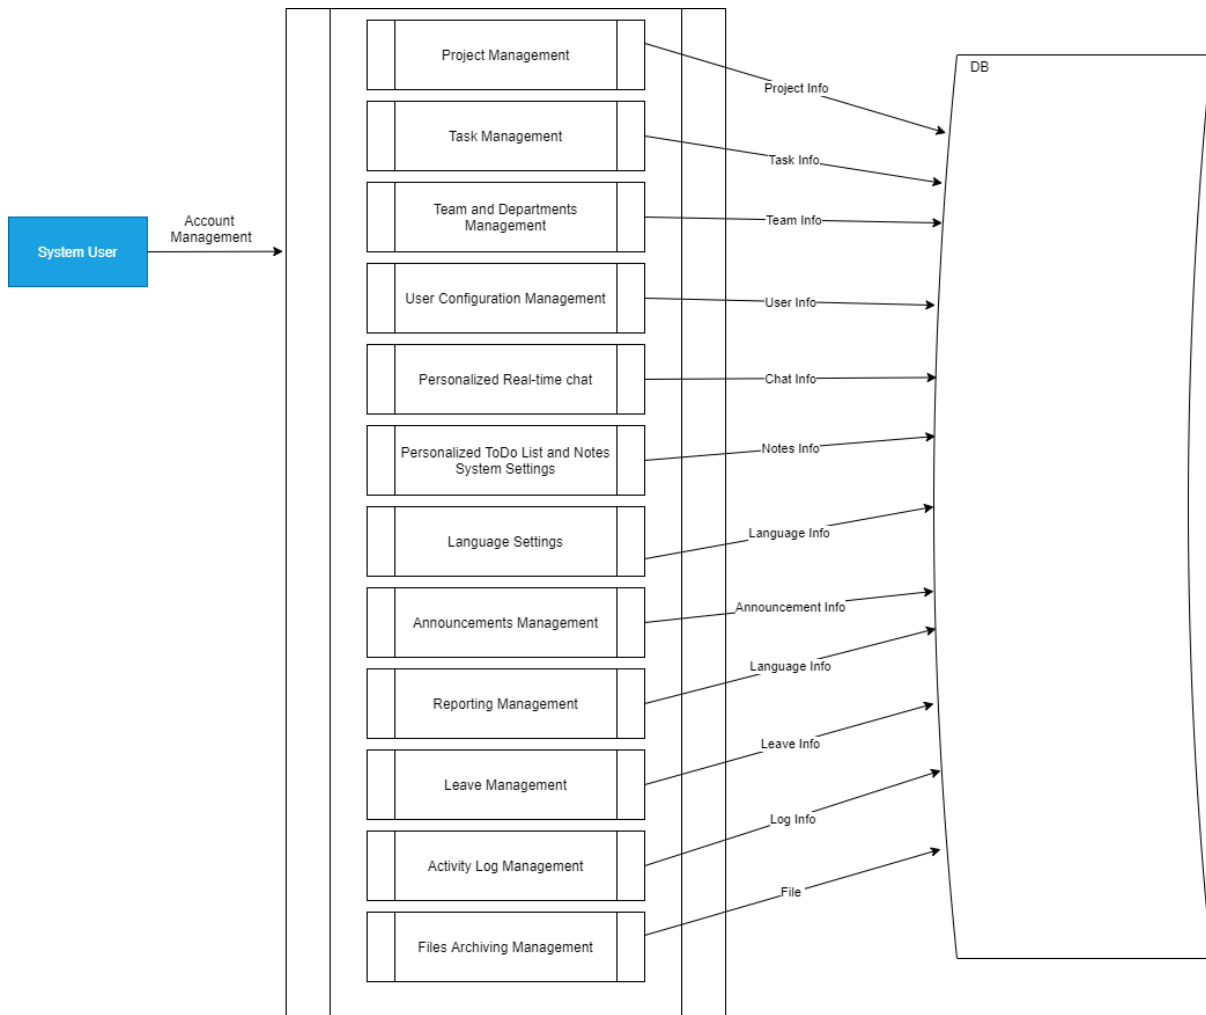 Project Management
DB
Project Info
Task Management
Task Info
Team and Departments
Management
Team Info
Account
Management
System User
User Configuration Management
User Info
Personalized Real-time chat
Chat Info
Personalized ToDo List and Notes
System Settings
Notes Info
Language Settings
Language Info
Announcements Management
Announcement Info
Reporting Management
Language Info
Leave Management
Leave Info
Activity Log Management
Log Info
Files Archiving Management
File